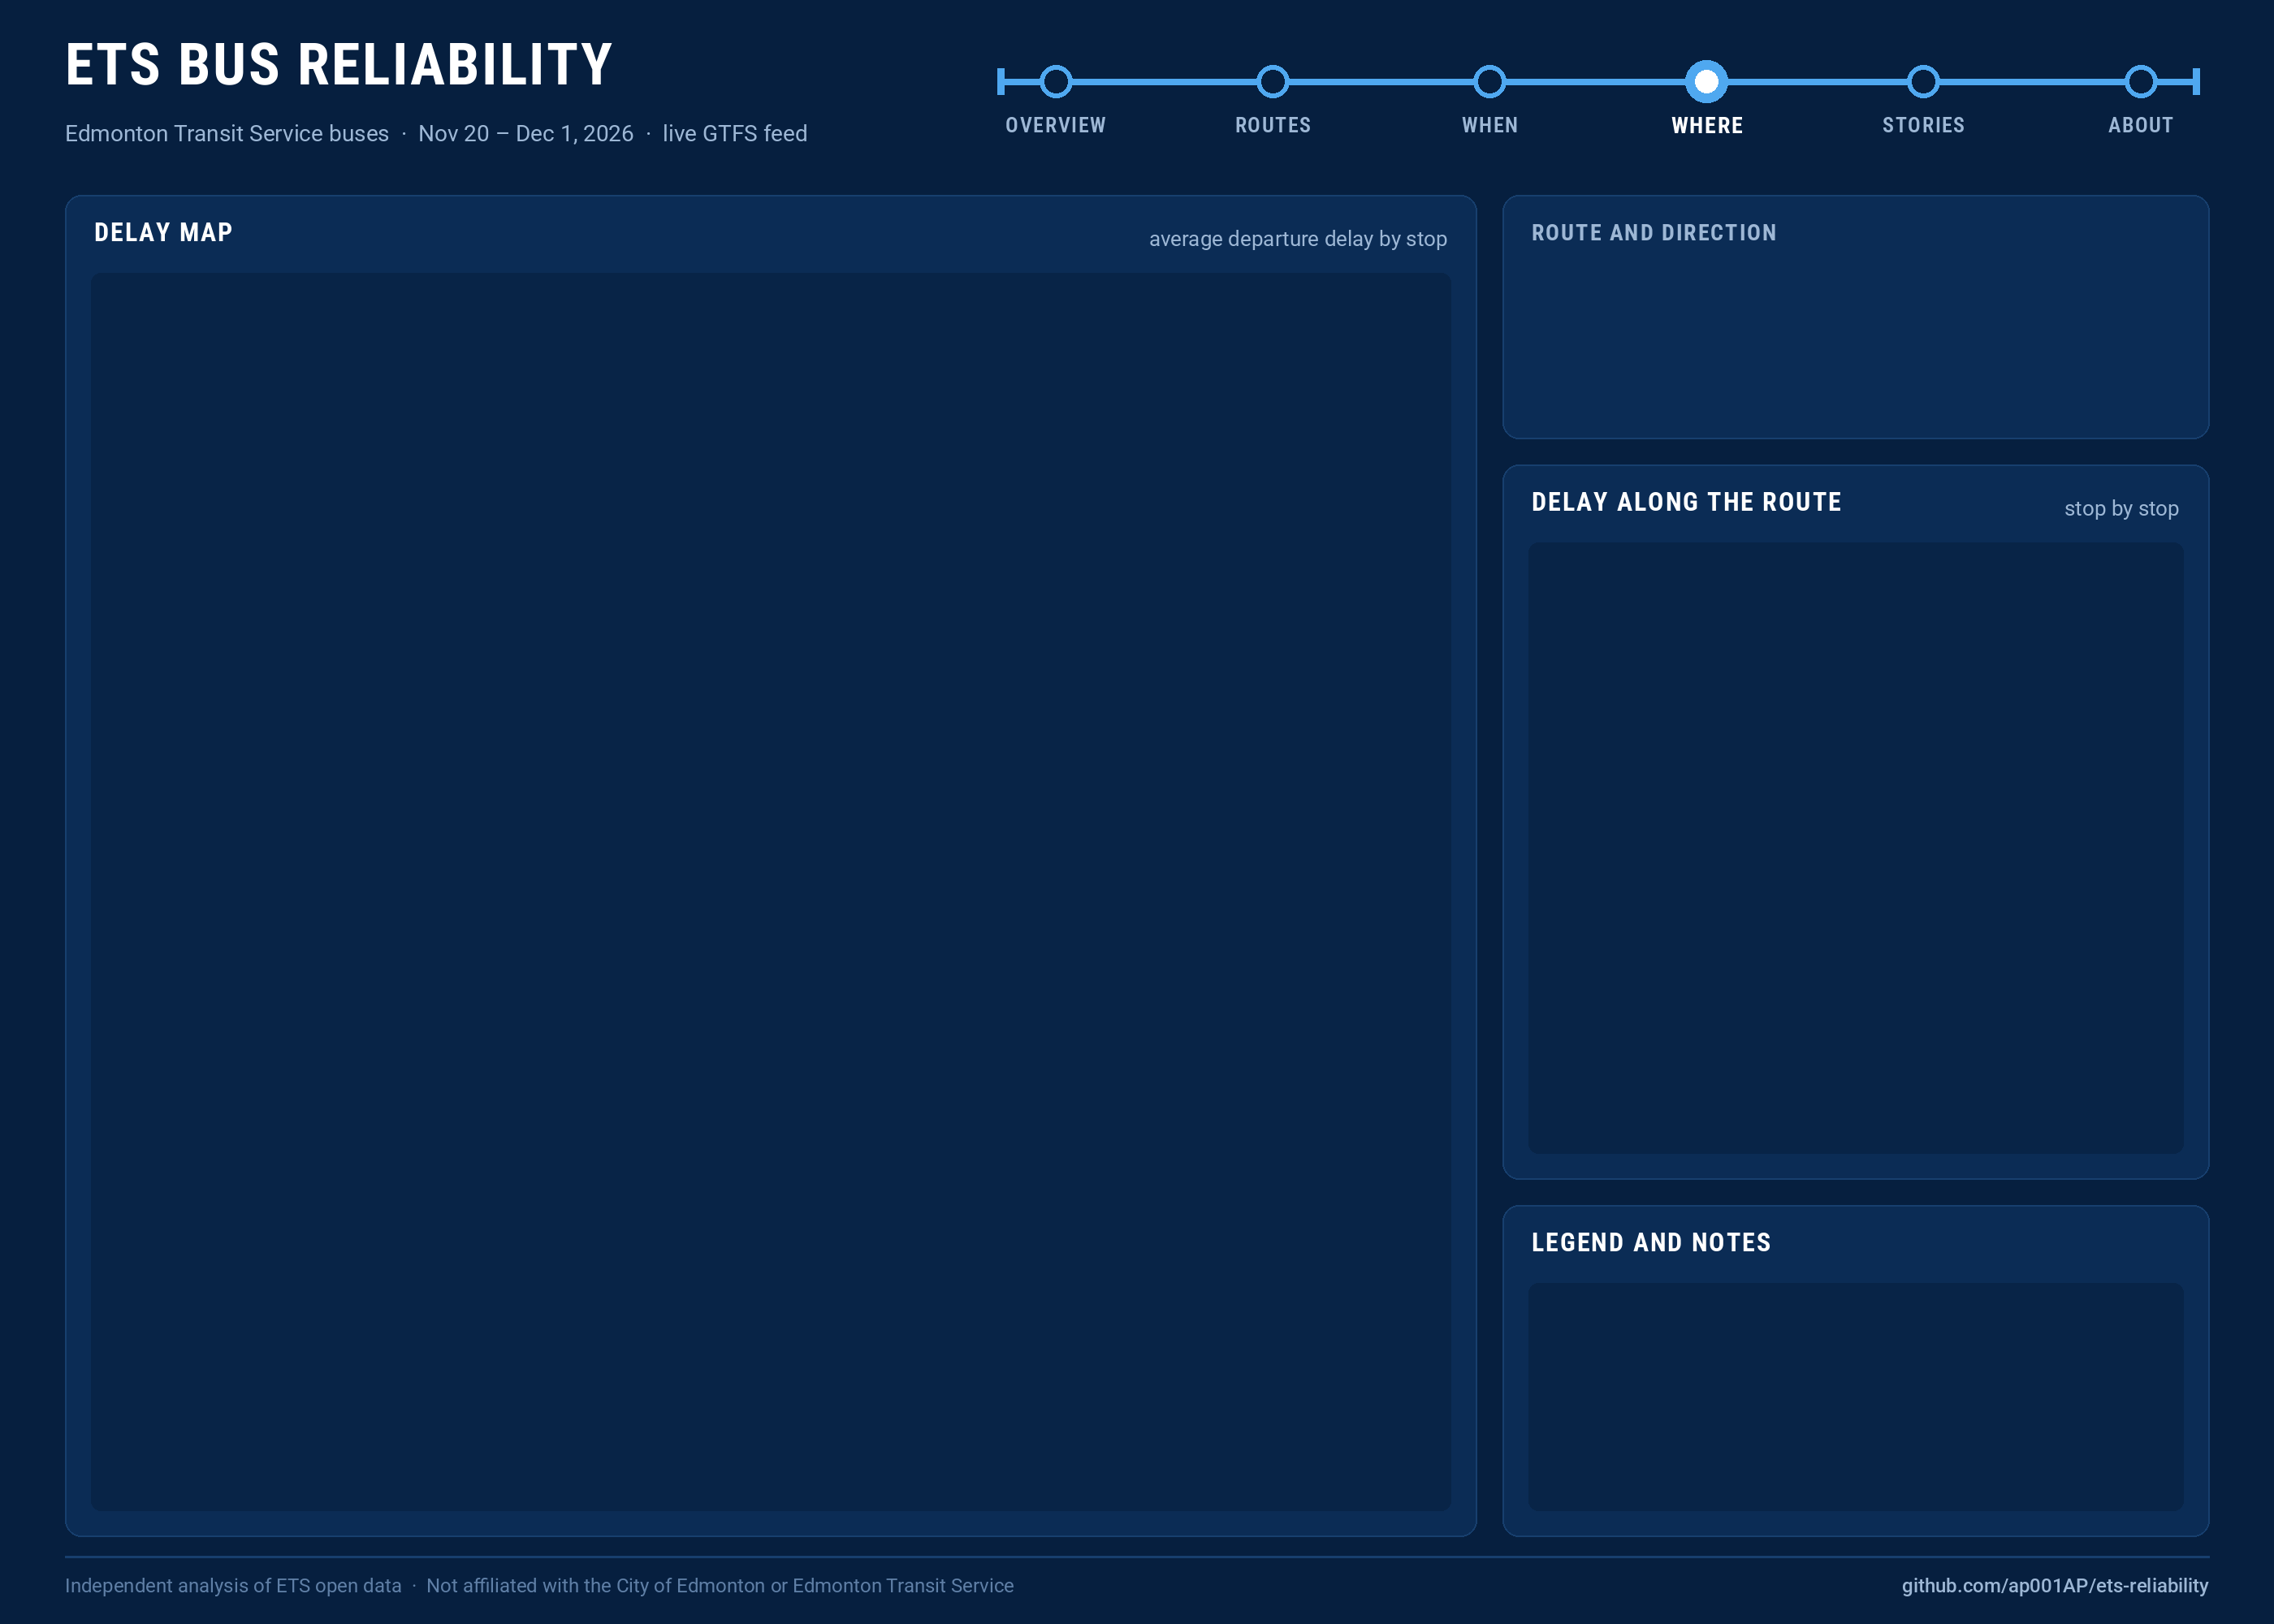 ETS BUS RELIABILITY
Edmonton Transit Service buses · Nov 20 – Dec 1, 2026 · live GTFS feed
OVERVIEW ROUTES WHEN WHERE STORIES ABOUT
DELAY MAP
average departure delay by stop
ROUTE AND DIRECTION
DELAY ALONG THE ROUTE
stop by stop
LEGEND AND NOTES
Independent analysis of ETS open data · Not affiliated with the City of Edmonton or Edmonton Transit Service
github.com/ap001AP/ets-reliability